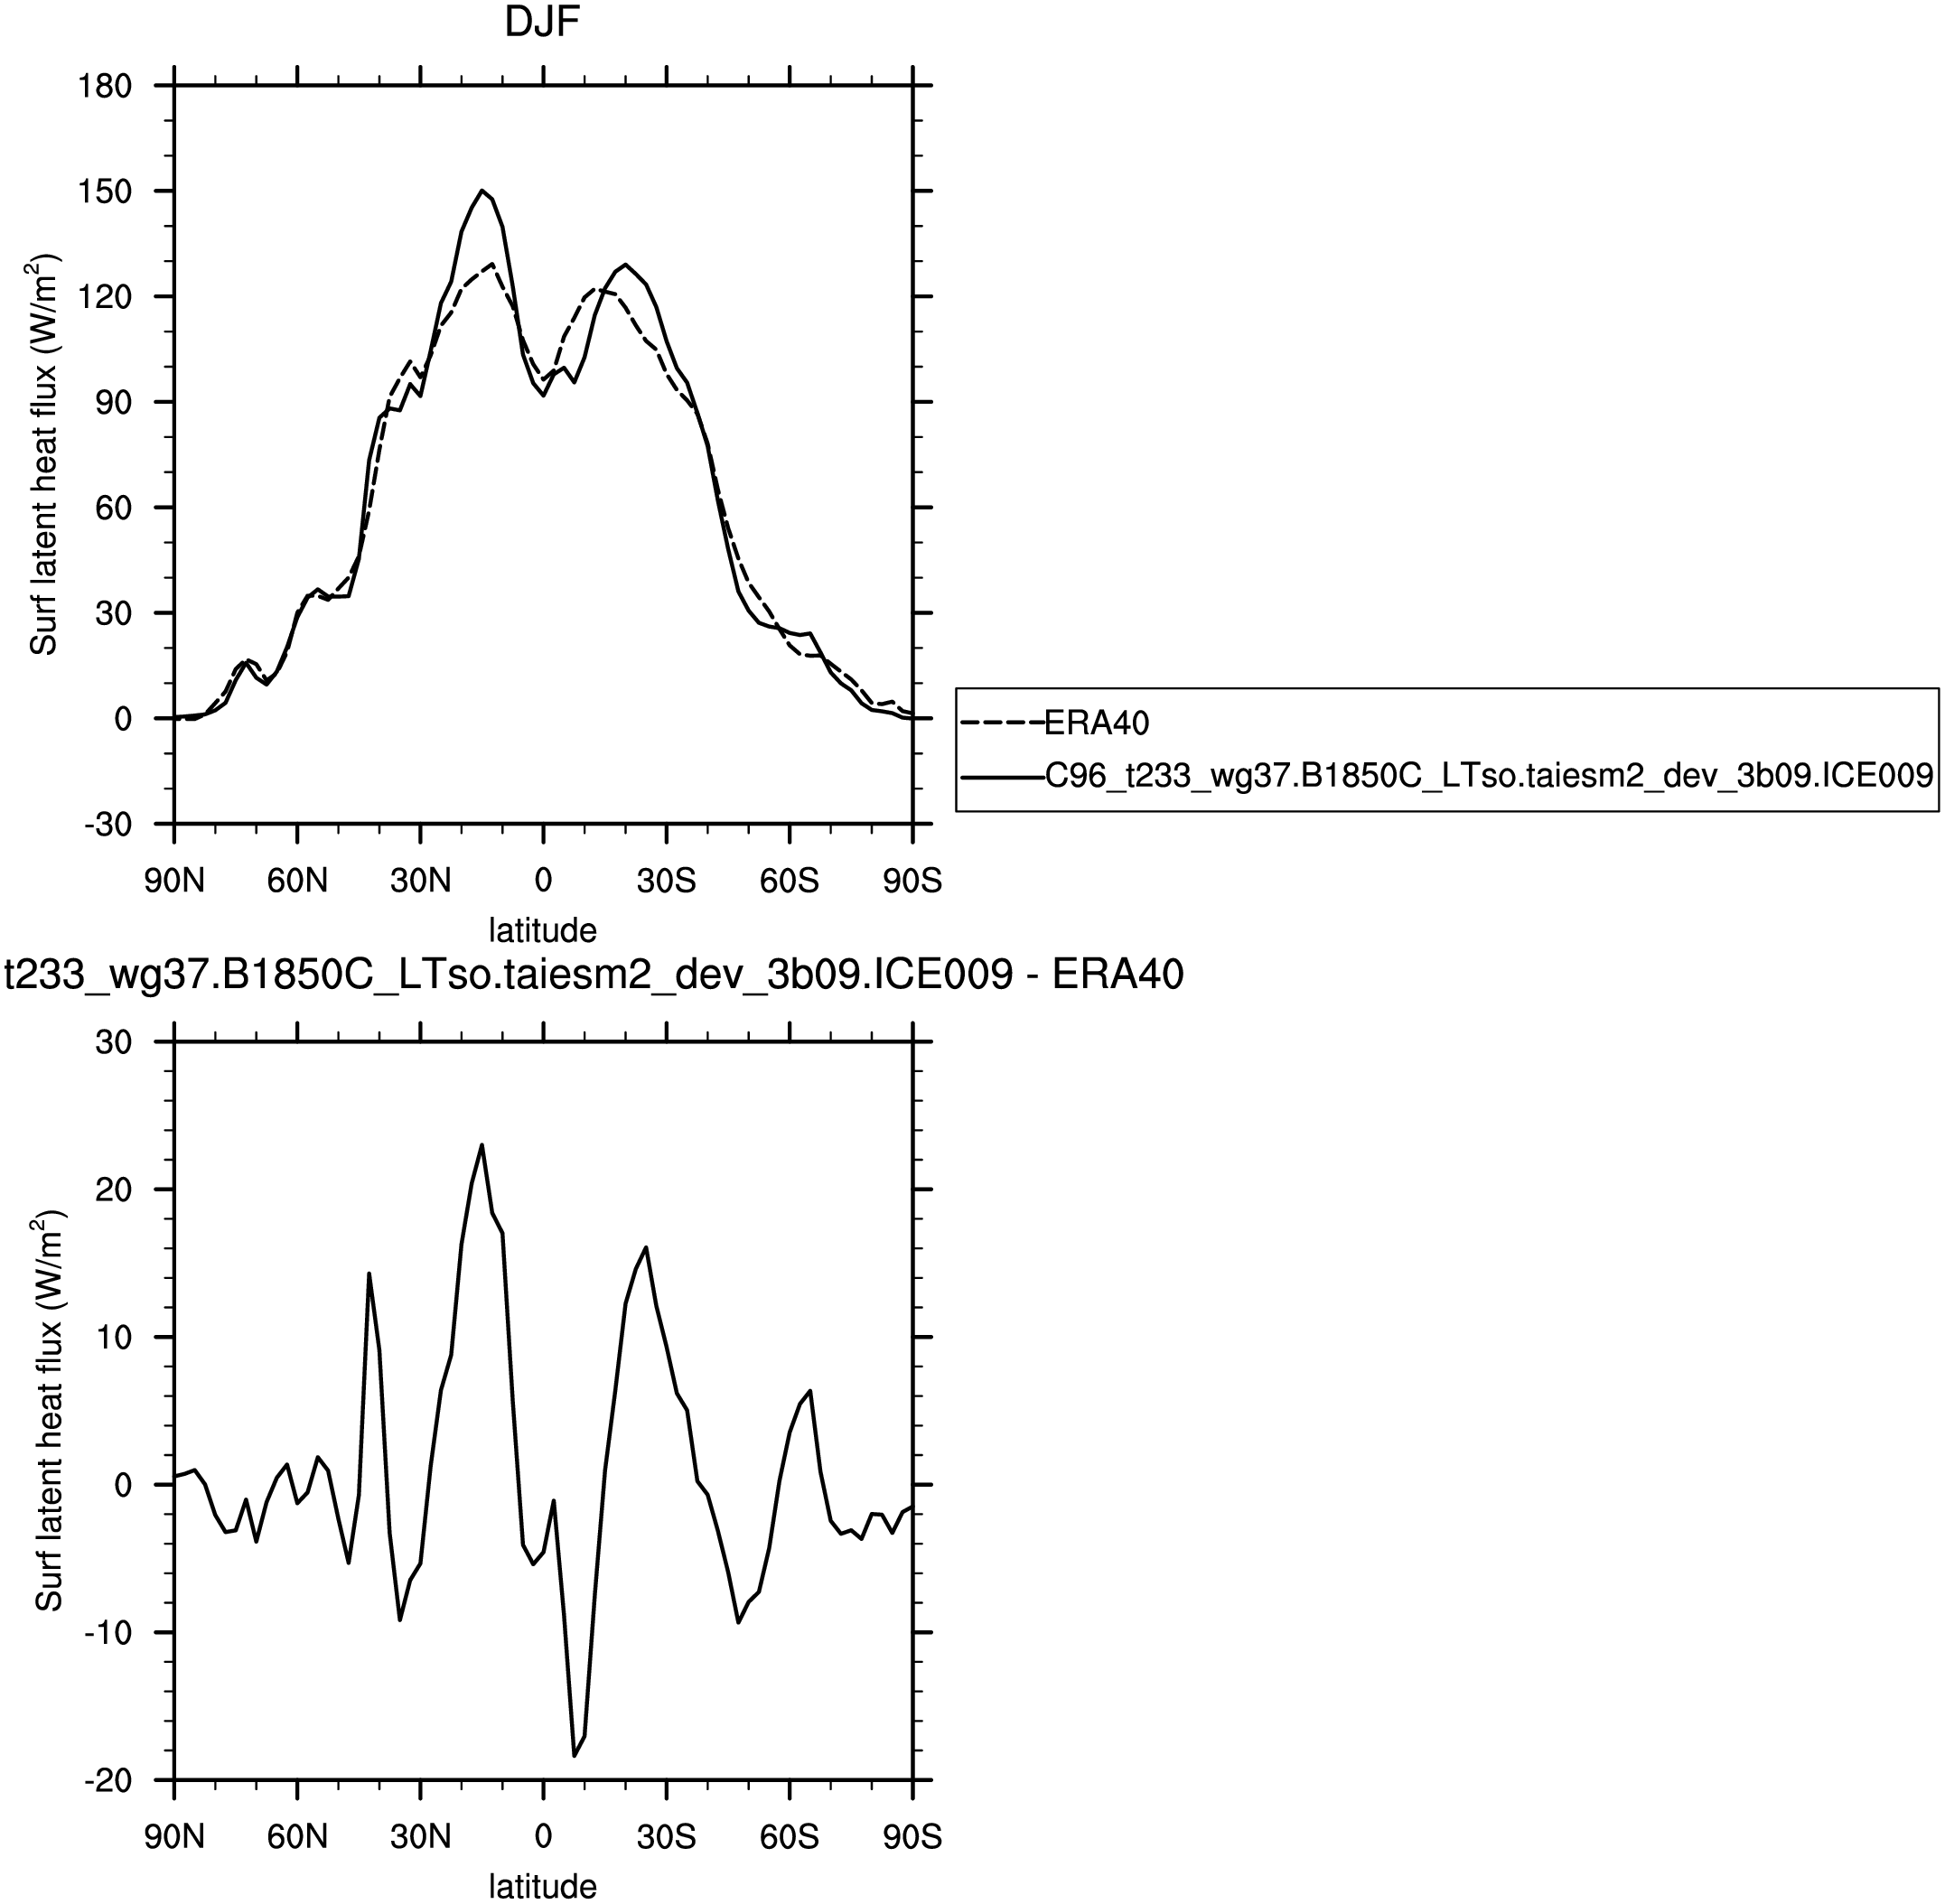 DJF
180
150
120
90
60
30
0
-30
Surf latent heat flux (W/m²)
90N 60N 30N 0 30S 60S 90S
latitude
ERA40
C96_t233_wg37.B1850C_LTso.taiesm2_dev_3b09.ICE009
t233_wg37.B1850C_LTso.taiesm2_dev_3b09.ICE009 - ERA40
30
20
10
0
-10
-20
Surf latent heat flux (W/m²)
90N 60N 30N 0 30S 60S 90S
latitude